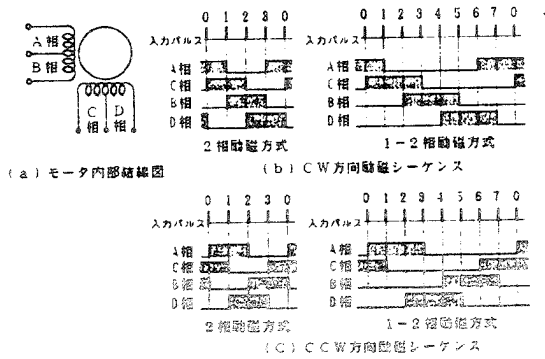 A相
B相
C
相
D
相
(a) モータ内部結線図
0 1 2 3 0
入力パルス
A相
C相
B相
D相
2相励磁方式
0 1 2 3 4 5 6 7 0
入力パルス
A相
C相
B相
D相
1-2相励磁方式
(b) CW方向励磁シーケンス
0 1 2 3 0
入力パルス
A相
C相
B相
D相
2相励磁方式
0 1 2 3 4 5 6 7 0
入力パルス
A相
C相
B相
D相
1-2相励磁方式
(C) CCW方向励磁シーケンス